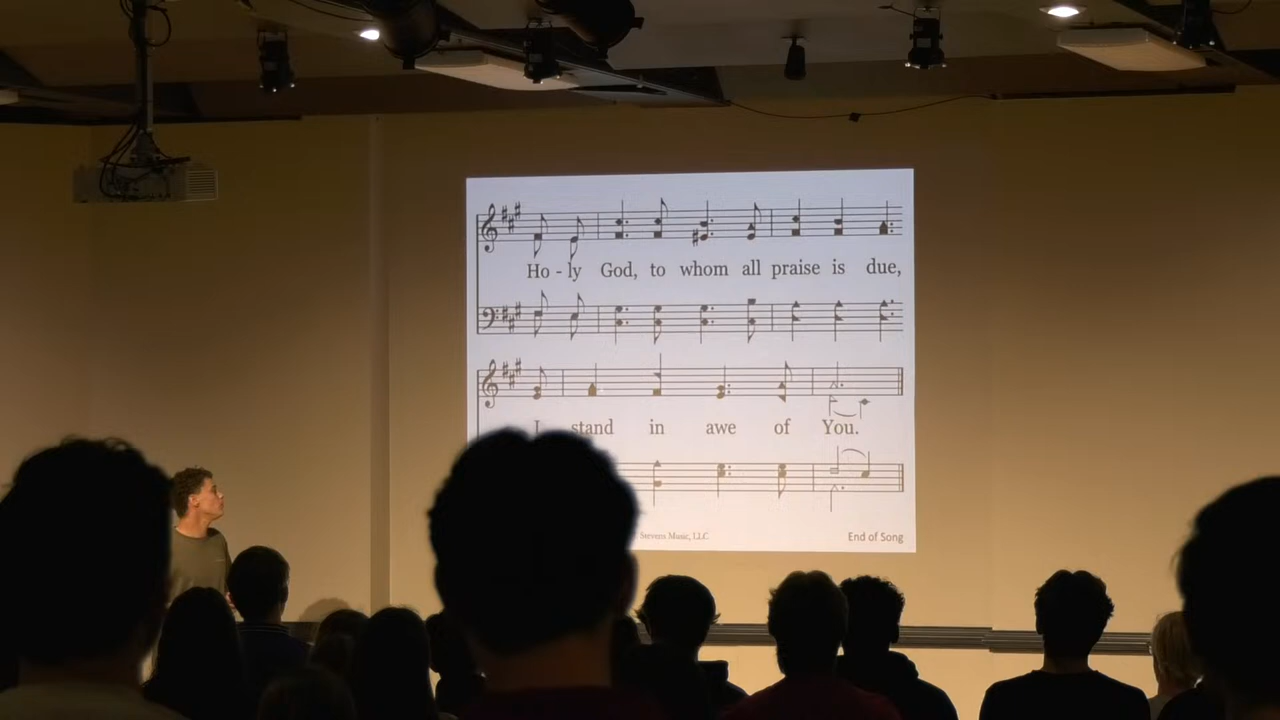 Ho - ly God, to whom all praise is due,
I stand in awe of You.
Stevens Music, LLC
End of Song